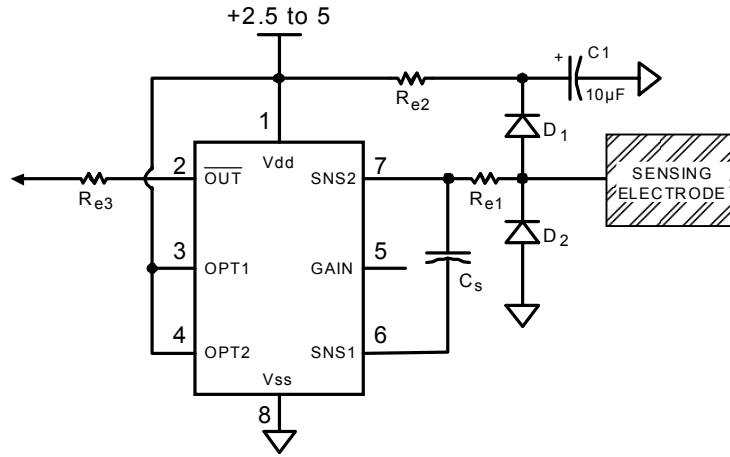 +2.5 to 5
C1
+
Re2
10µF
1
D1
2
Vdd
7
OUT
SNS2
SENSING
ELECTRODE
Re3
Re1
3
5
D2
OPT1
GAIN
Cs
4
6
OPT2
SNS1
Vss
8